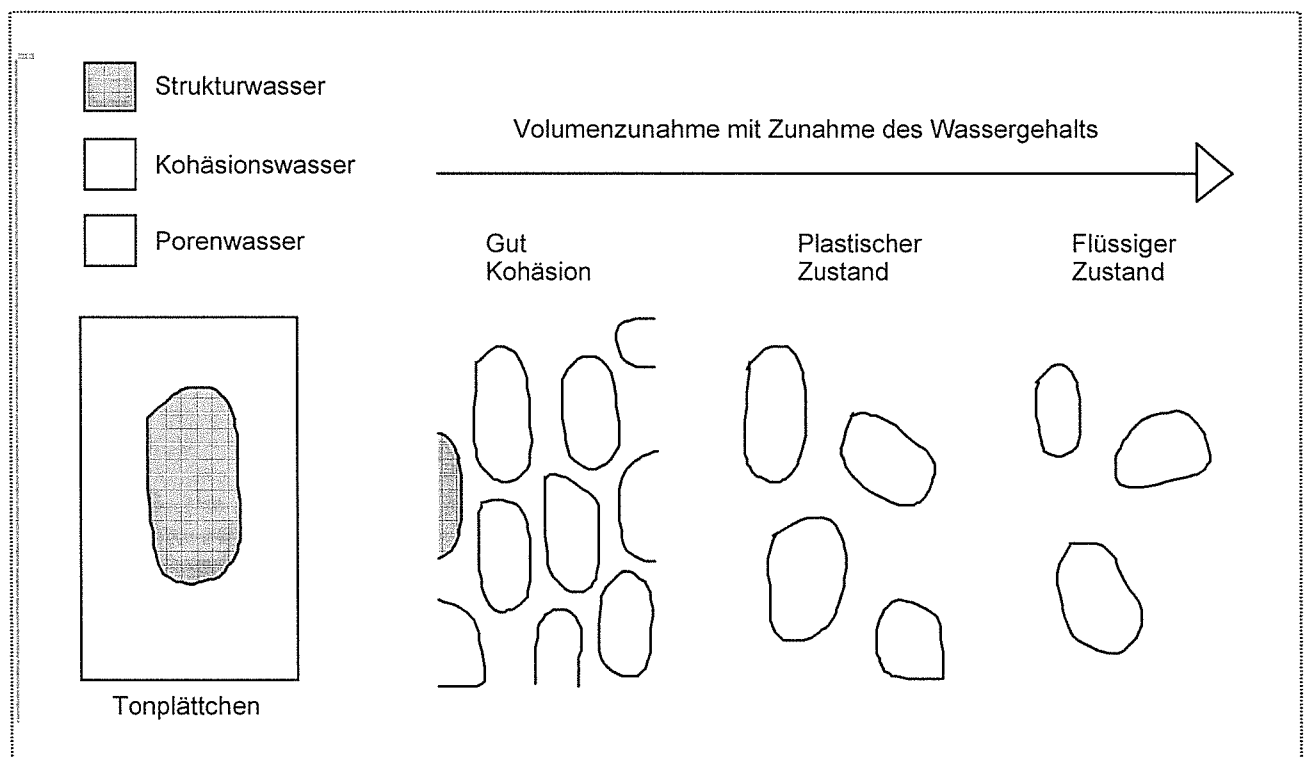 Strukturwasser
Kohäsionswasser
Porenwasser
Volumenzunahme mit Zunahme des Wassergehalts
Gut
Kohäsion
Plastischer
Zustand
Flüssiger
Zustand
Tonplättchen